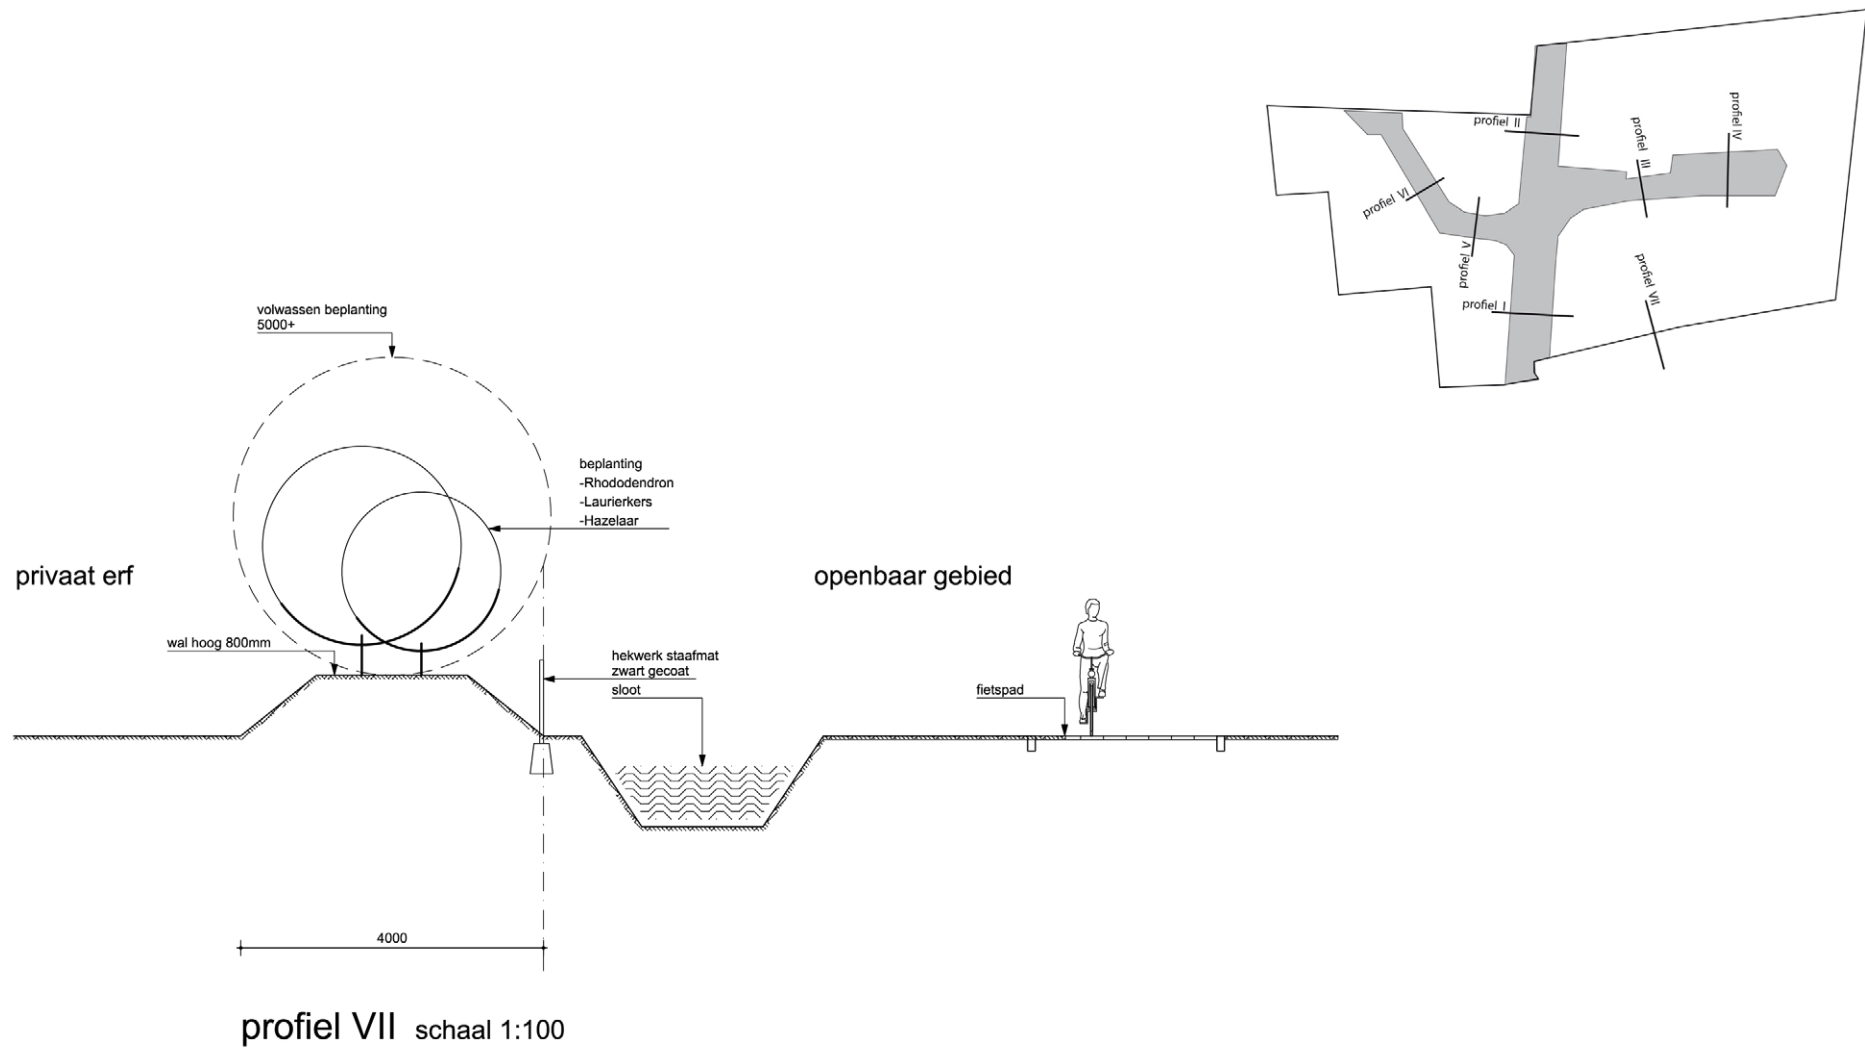 profiel II
profiel III
profiel IV
profiel VI
profiel V
profiel VII
profiel I
volwassen beplanting
5000+
beplanting
-Rhododendron
-Laurierkers
-Hazelaar
privaat erf
openbaar gebied
wal hoog 800mm
hekwerk staafmat
zwart gecoat
sloot
fietspad
4000
profiel VII schaal 1:100